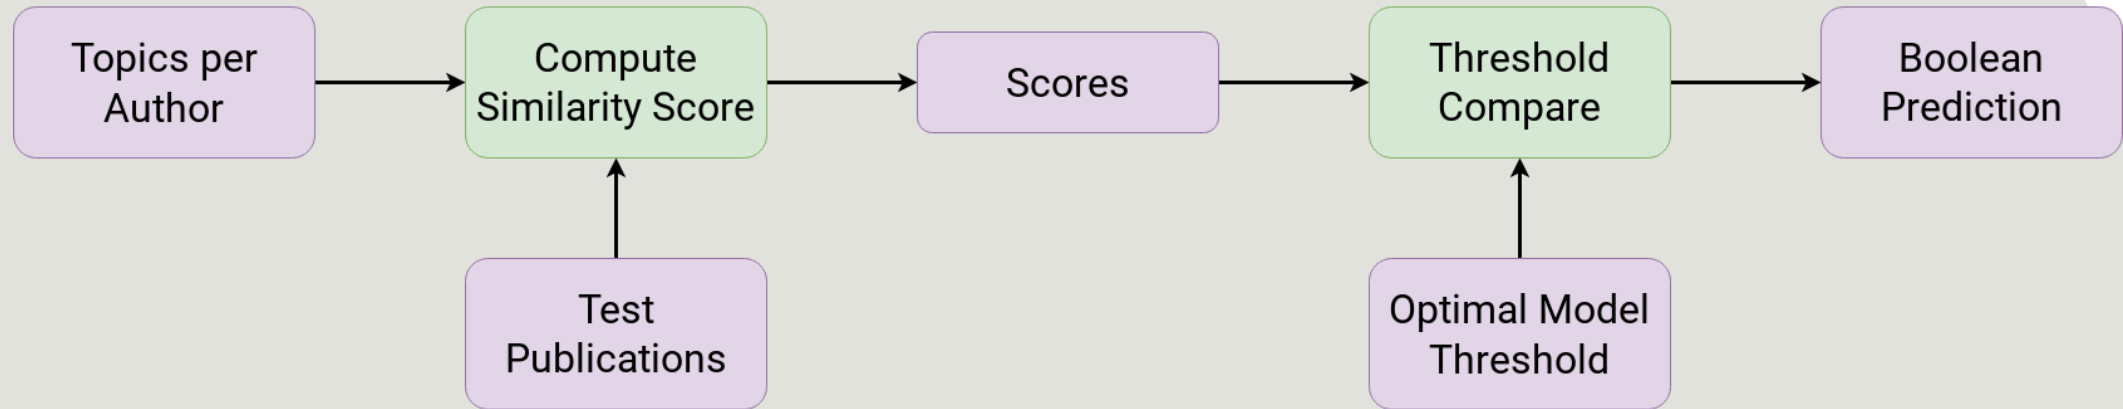 Topics per
Author
Compute
Similarity Score
Scores
Threshold
Compare
Boolean
Prediction
Test
Publications
Optimal Model
Threshold